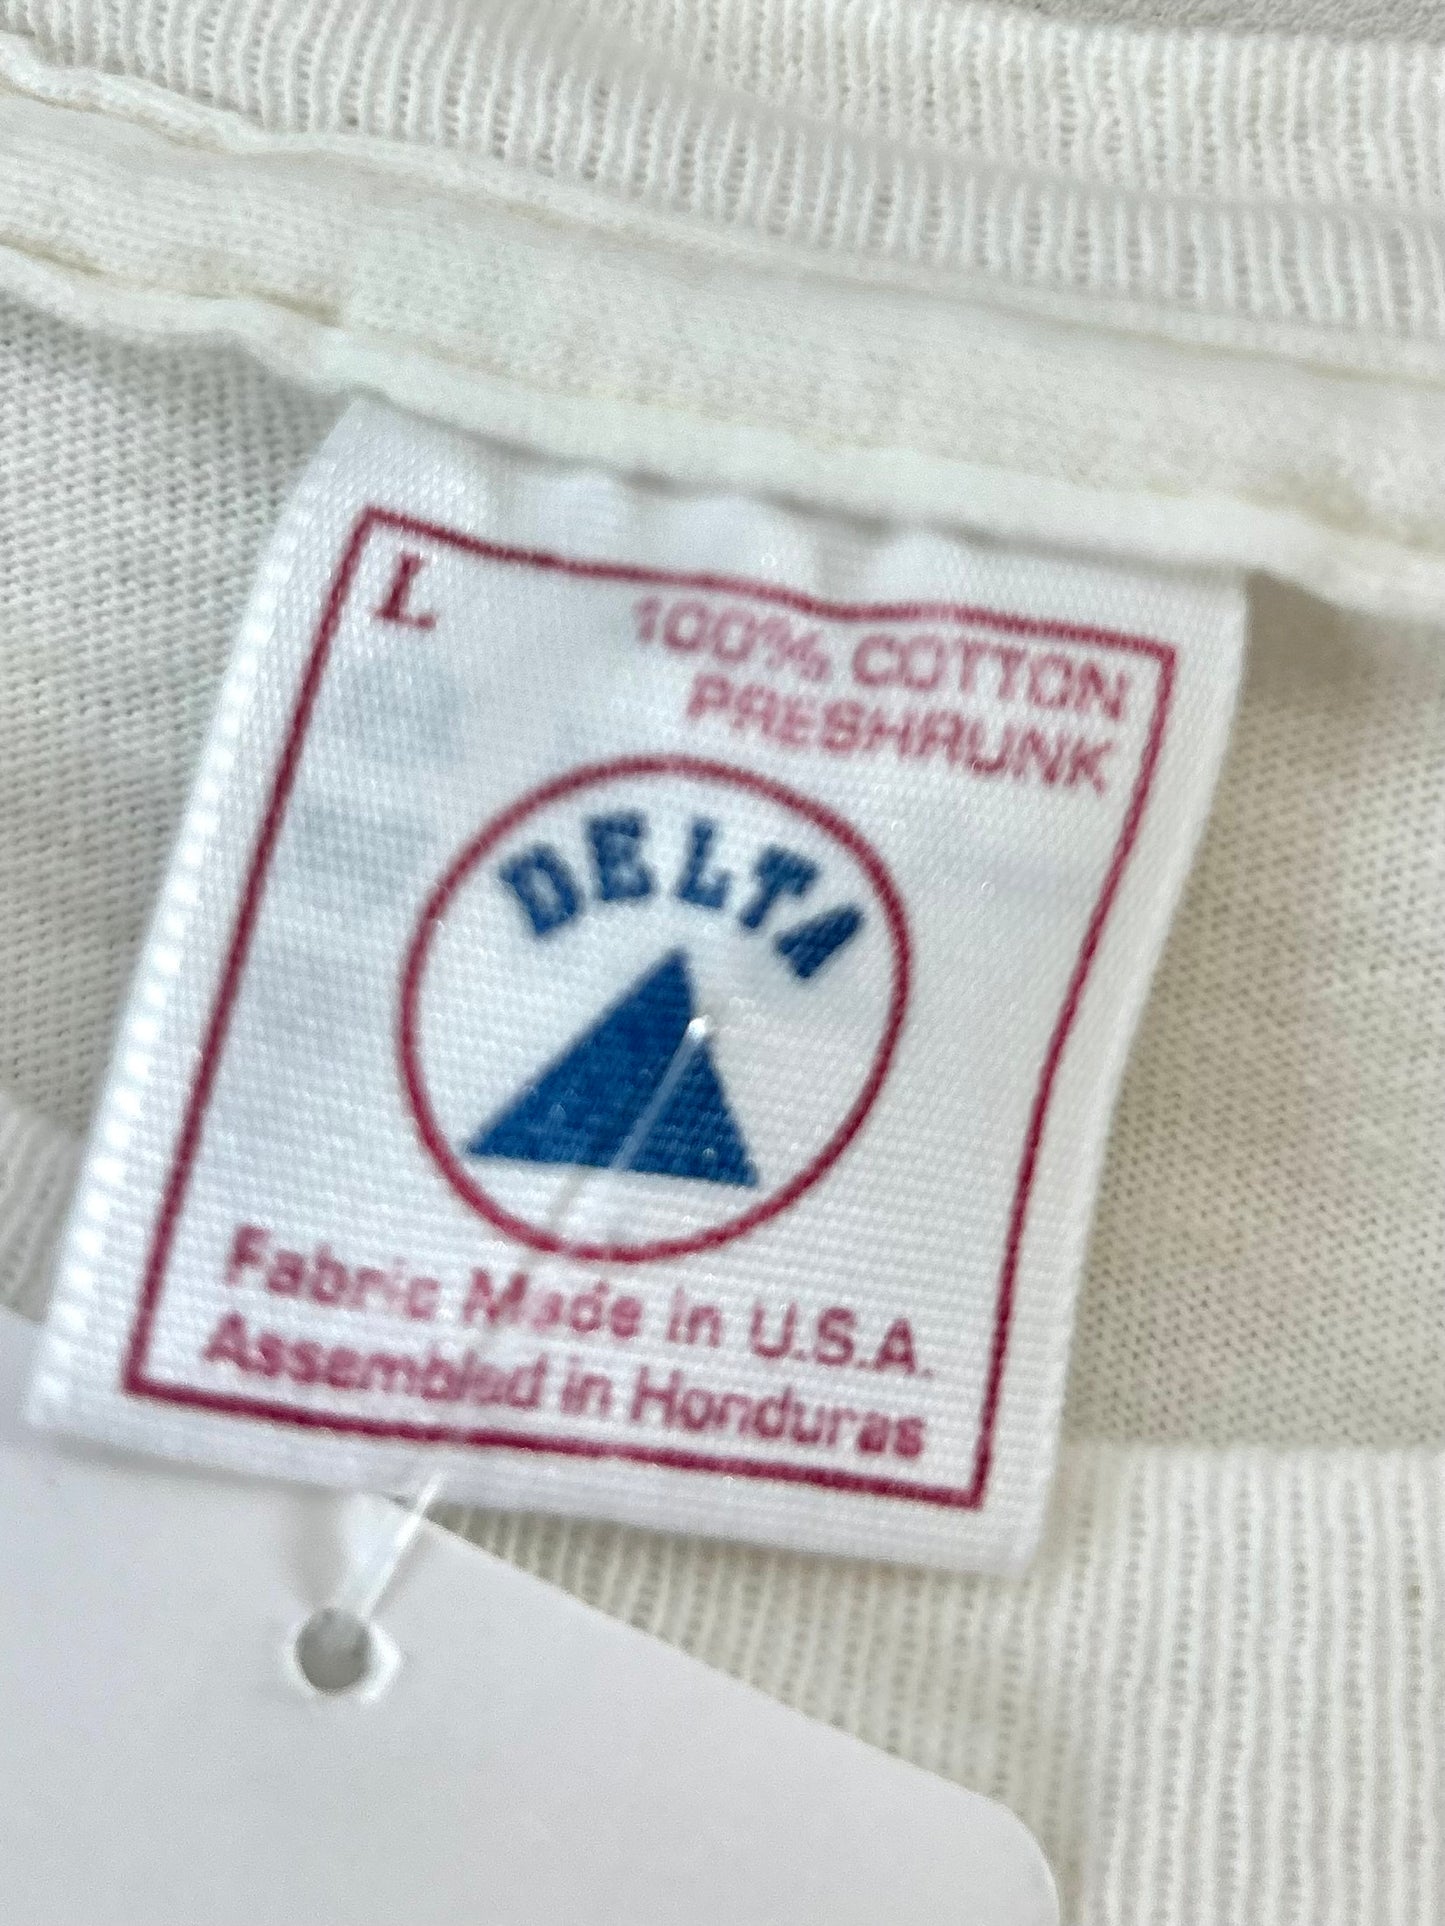 L
100% COTTON
PRESHRUNK
DELTA
Fabric Made in U.S.A.
Assembled in Honduras